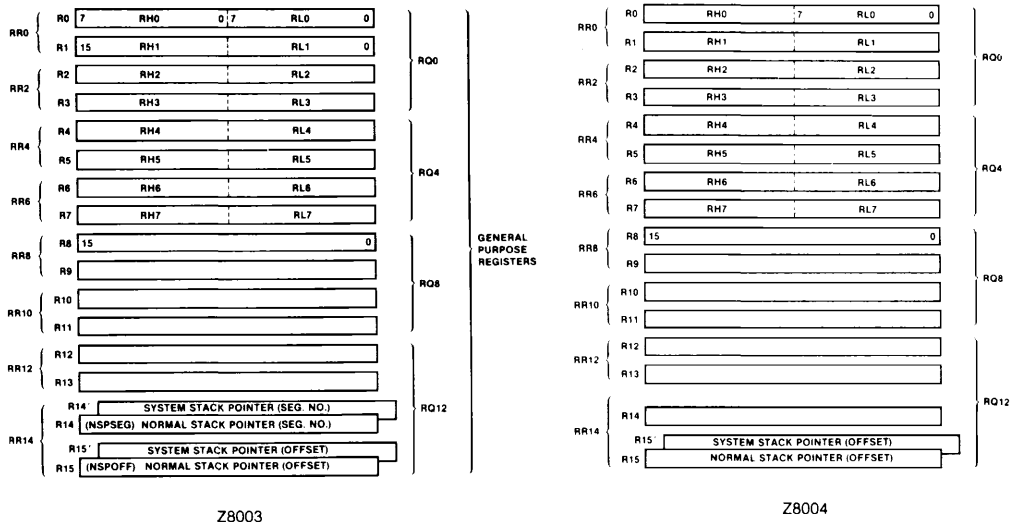 RR0
R0 7 RH0 0 7 RL0 0
R1 15 RH1 RL1 0
RR2
R2 RH2 RL2
R3 RH3 RL3
RQ0
RR4
R4 RH4 RL4
R5 RH5 RL5
RR6
R6 RH6 RL6
R7 RH7 RL7
RQ4
RR8
R8 15 0
R9
RR10
R10
R11
RQ8
RR12
R12
R13
RR14
R14' SYSTEM STACK POINTER (SEG. NO.)
R14 (NSPSEG) NORMAL STACK POINTER (SEG. NO.)
R15' SYSTEM STACK POINTER (OFFSET)
R15 (NSPOFF) NORMAL STACK POINTER (OFFSET)
RQ12
GENERAL
PURPOSE
REGISTERS
Z8003
RR0
R0 RH0 7 RL0 0
R1 RH1 RL1
RR2
R2 RH2 RL2
R3 RH3 RL3
RQ0
RR4
R4 RH4 RL4
R5 RH5 RL5
RR6
R6 RH6 RL6
R7 RH7 RL7
RQ4
RR8
R8 15 0
R9
RR10
R10
R11
RQ8
RR12
R12
R13
RR14
R14
R15' SYSTEM STACK POINTER (OFFSET)
R15 NORMAL STACK POINTER (OFFSET)
RQ12
Z8004